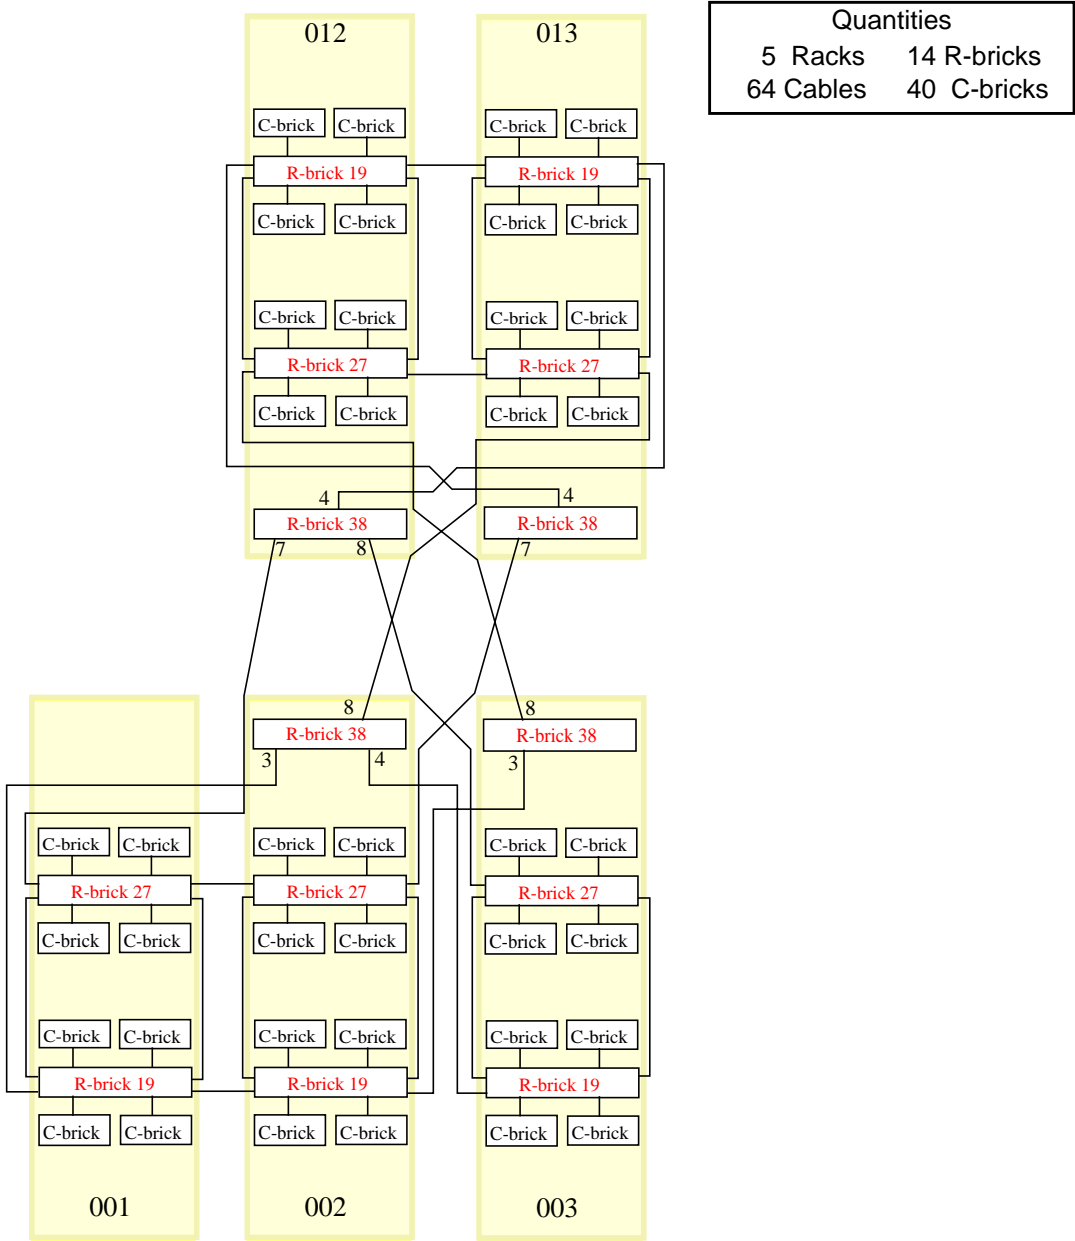 Quantities
5 Racks 14 R-bricks
64 Cables 40 C-bricks
012 013
C-brick C-brick C-brick C-brick
R-brick 19 R-brick 19
C-brick C-brick C-brick C-brick
C-brick C-brick C-brick C-brick
R-brick 27 R-brick 27
C-brick C-brick C-brick C-brick
4 4
R-brick 38 R-brick 38
7 8 7
8 8
R-brick 38 R-brick 38
3 4 3
C-brick C-brick C-brick C-brick C-brick C-brick
R-brick 27 R-brick 27 R-brick 27
C-brick C-brick C-brick C-brick C-brick C-brick
C-brick C-brick C-brick C-brick C-brick C-brick
R-brick 19 R-brick 19 R-brick 19
C-brick C-brick C-brick C-brick C-brick C-brick
001 002 003